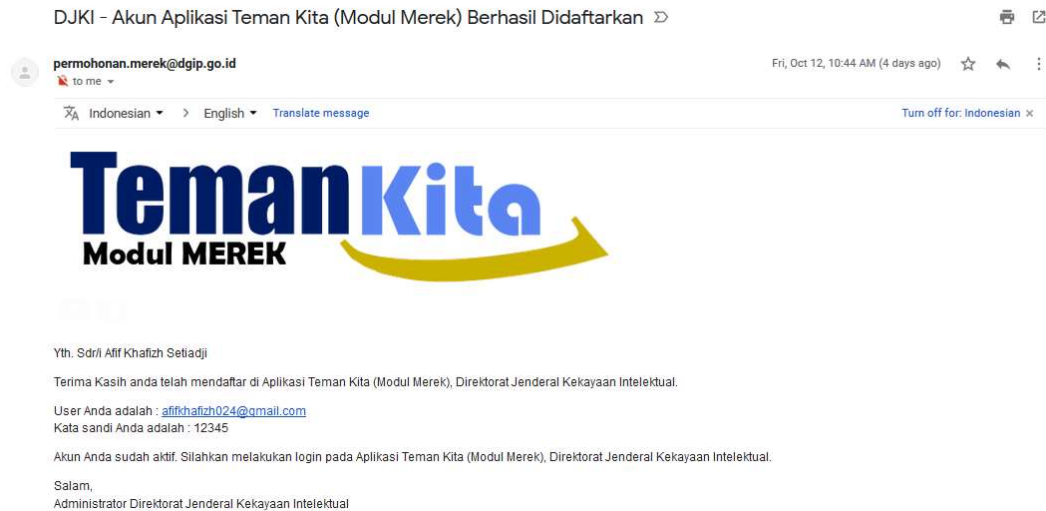 DJKI - Akun Aplikasi Teman Kita (Modul Merek) Berhasil Didaftarkan
permohonan.merek@dgip.go.id
Fri, Oct 12, 10:44 AM (4 days ago)
to me
Indonesian > English Translate message
Turn off for: Indonesian ×
Teman Kita
Modul MEREK
Yth. Sdr/i Afif Khafizh Setiadji
Terima Kasih anda telah mendaftar di Aplikasi Teman Kita (Modul Merek), Direktorat Jenderal Kekayaan Intelektual.
User Anda adalah : afifkhafizh024@gmail.com
Kata sandi Anda adalah : 12345
Akun Anda sudah aktif. Silahkan melakukan login pada Aplikasi Teman Kita (Modul Merek), Direktorat Jenderal Kekayaan Intelektual.
Salam,
Administrator Direktorat Jenderal Kekayaan Intelektual